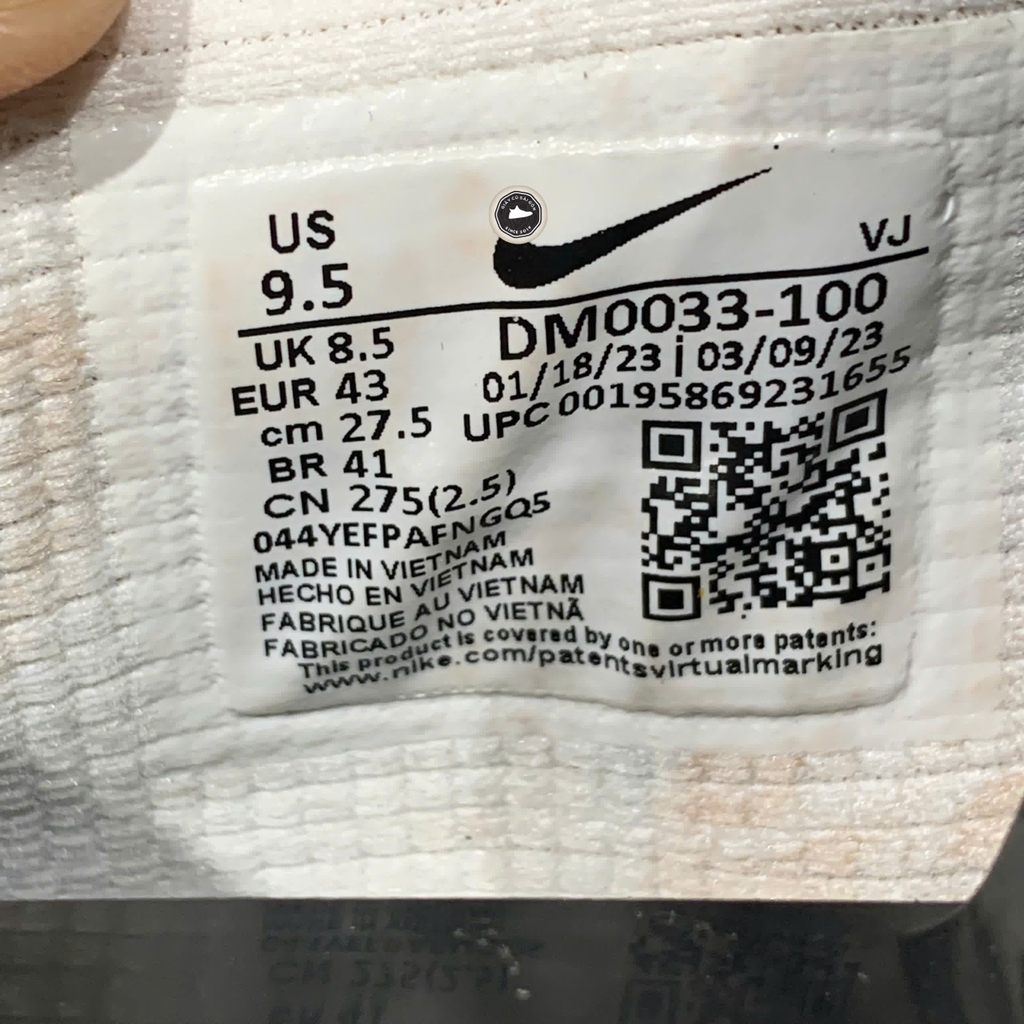 US
9.5
VJ
UK 8.5
EUR 43
cm 27.5
BR 41
CN 275(2.5)
DM0033-100
01/18/23 | 03/09/23
UPC 00195869231655
044YEFPAFNGQ5
MADE IN VIETNAM
HECHO EN VIETNAM
FABRIQUE AU VIETNAM
FABRICADO NO VIETNÃ
This product is covered by one or more patents:
www.nike.com/patentsvirtualmarking
SINCE 2016